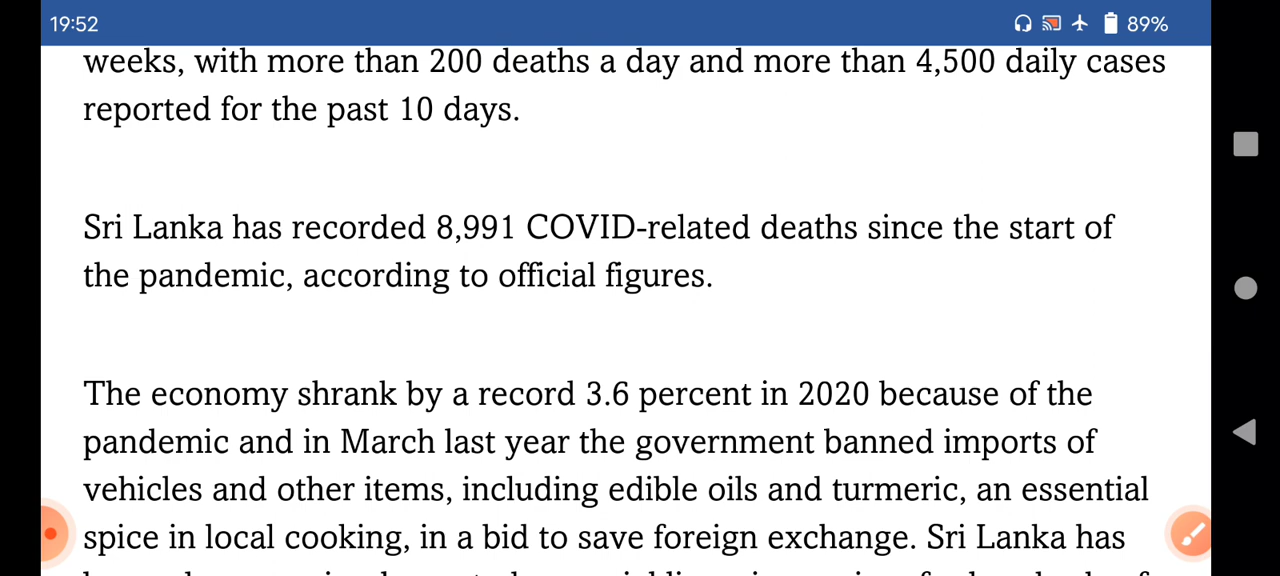 19:52
89%
weeks, with more than 200 deaths a day and more than 4,500 daily cases
reported for the past 10 days.
Sri Lanka has recorded 8,991 COVID-related deaths since the start of
the pandemic, according to official figures.
The economy shrank by a record 3.6 percent in 2020 because of the
pandemic and in March last year the government banned imports of
vehicles and other items, including edible oils and turmeric, an essential
spice in local cooking, in a bid to save foreign exchange. Sri Lanka has